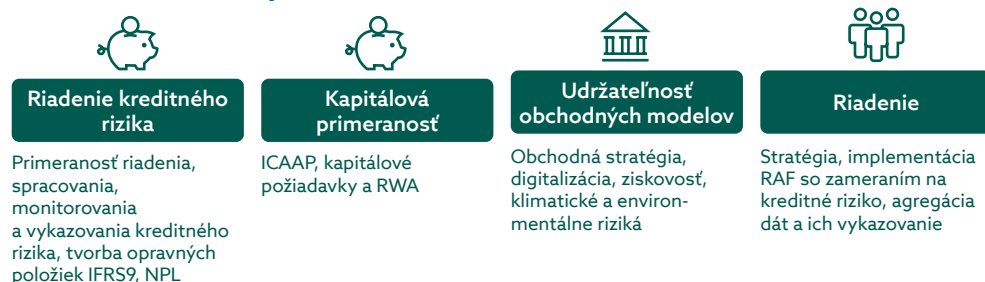 Riadenie kreditného
rizika
Primeranosť riadenia,
spracovania,
monitorovania
a vykazovania kreditného
rizika, tvorba opravných
položiek IFRS9, NPL
Kapitálová
primeranosť
ICAAP, kapitálové
požiadavky a RWA
Udržateľnosť
obchodných modelov
Obchodná stratégia,
digitalizácia, ziskovosť,
klimatické a environ-
mentálne riziká
Riadenie
Stratégia, implementácia
RAF so zameraním na
kreditné riziko, agregácia
dát a ich vykazovanie